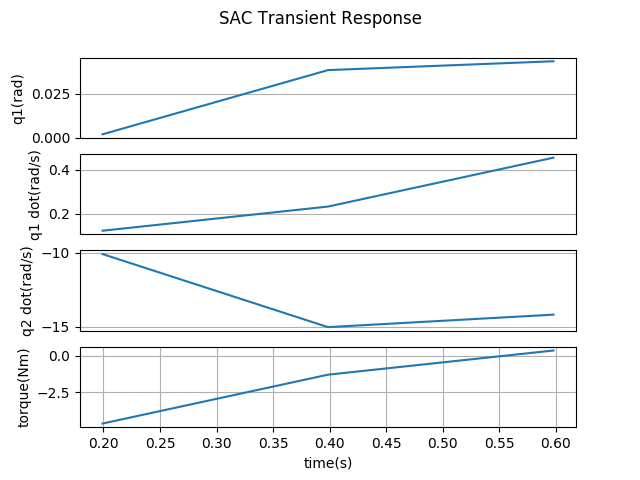 SAC Transient Response
q1(rad)
0.025
0.000
q1 dot(rad/s)
0.4
0.2
q2 dot(rad/s)
−10
−15
torque(Nm)
0.0
−2.5
0.20 0.25 0.30 0.35 0.40 0.45 0.50 0.55 0.60
time(s)